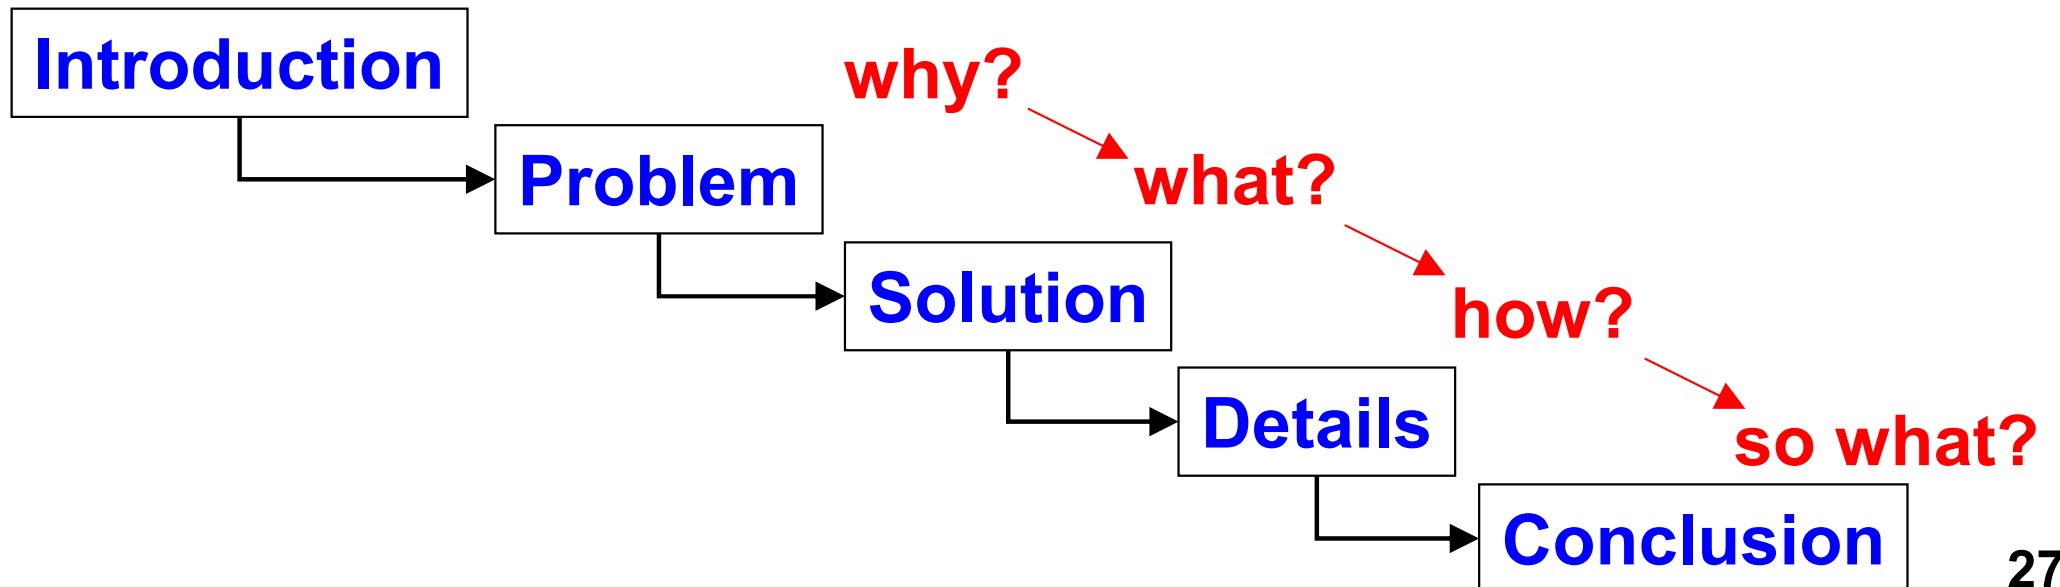 Introduction
why?
Problem
what?
Solution
how?
Details
so what?
Conclusion
27